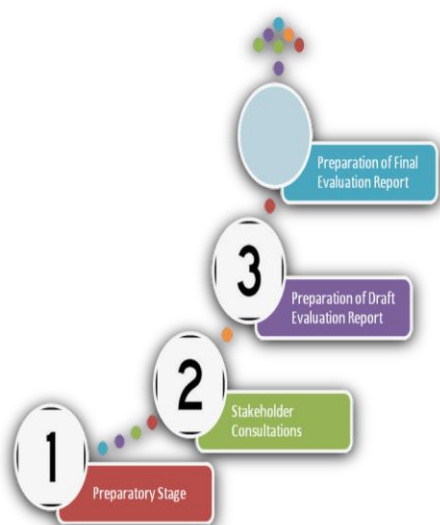 Preparation of Final
Evaluation Report
3
Preparation of Draft
Evaluation Report
2
Stakeholder
Consultations
1
Preparatory Stage